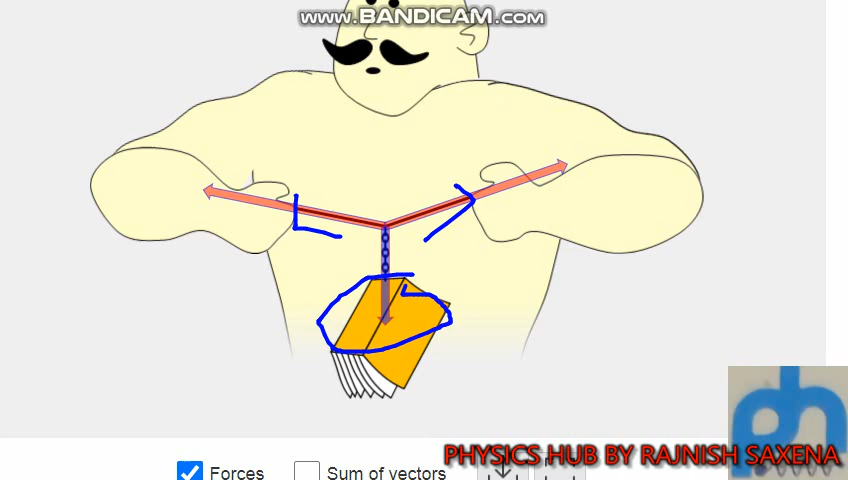 www.BANDICAM.com
PHYSICS HUB BY RAJNISH SAXENA
Forces
Sum of vectors